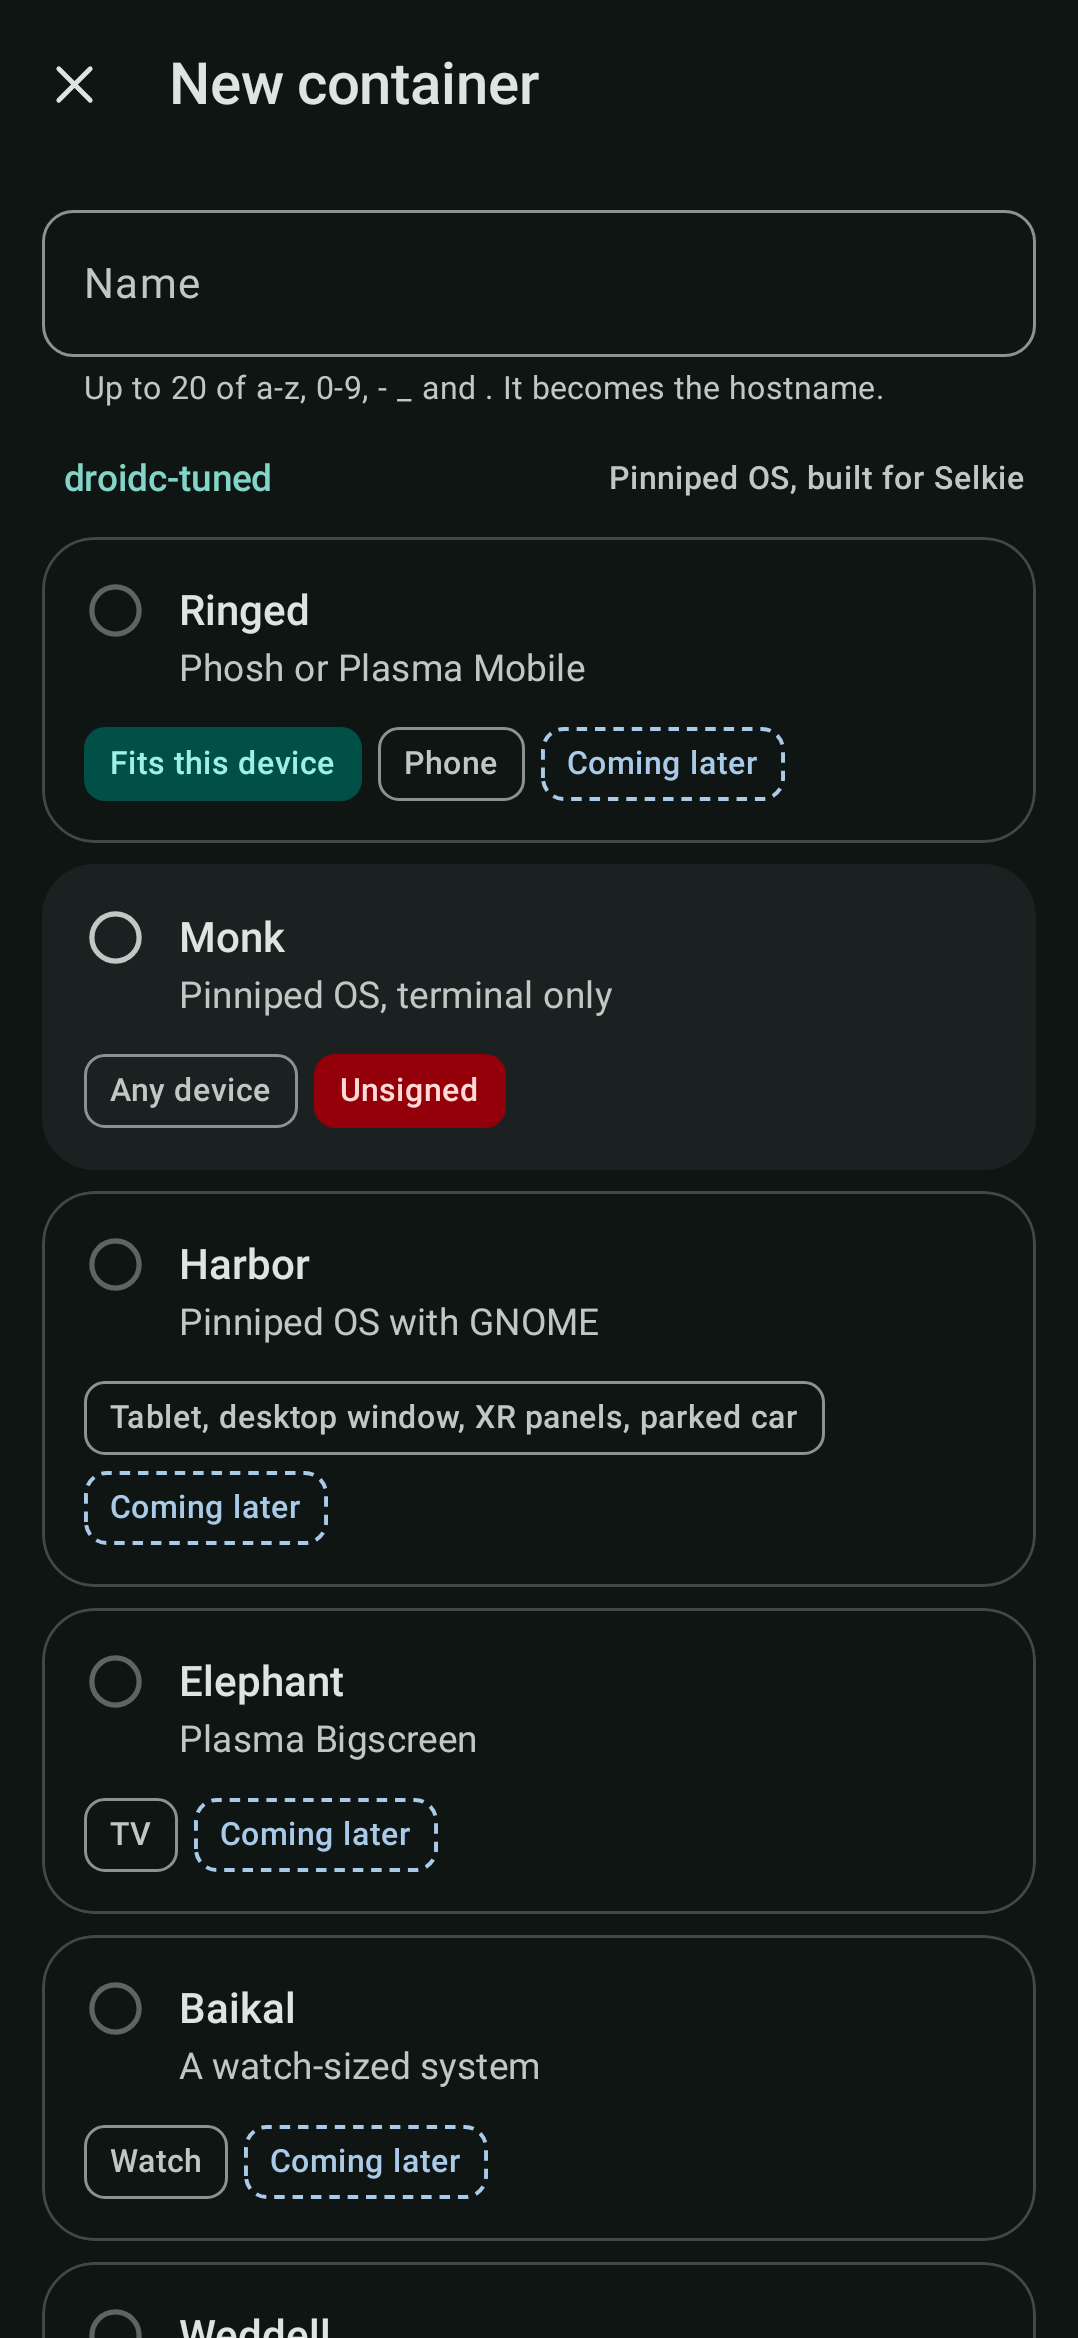 New container
Name
Up to 20 of a-z, 0-9, - _ and . It becomes the hostname.
droidc-tuned
Pinniped OS, built for Selkie
Ringed
Phosh or Plasma Mobile
Fits this device
Phone
Coming later
Monk
Pinniped OS, terminal only
Any device
Unsigned
Harbor
Pinniped OS with GNOME
Tablet, desktop window, XR panels, parked car
Coming later
Elephant
Plasma Bigscreen
TV
Coming later
Baikal
A watch-sized system
Watch
Coming later
Weddell